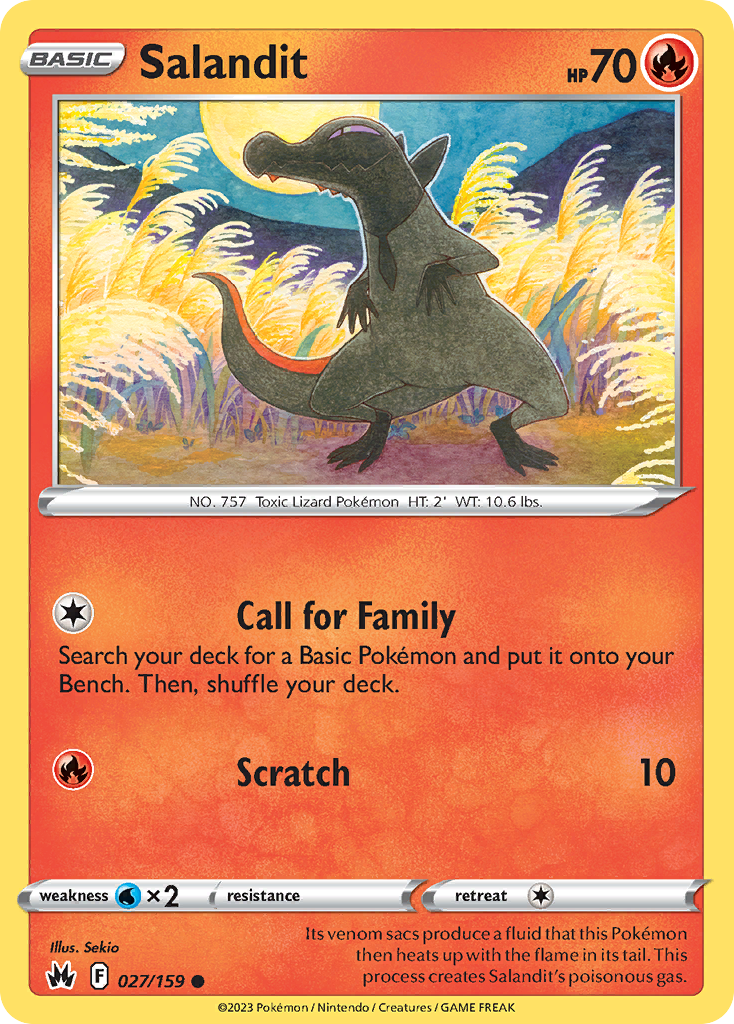 BASIC Salandit HP 70
NO. 757 Toxic Lizard Pokémon HT: 2' WT: 10.6 lbs.
Call for Family
Search your deck for a Basic Pokémon and put it onto your
Bench. Then, shuffle your deck.
Scratch 10
weakness ×2 resistance retreat
Illus. Sekio
Its venom sacs produce a fluid that this Pokémon
then heats up with the flame in its tail. This
process creates Salandit's poisonous gas.
F 027/159
©2023 Pokémon / Nintendo / Creatures / GAME FREAK